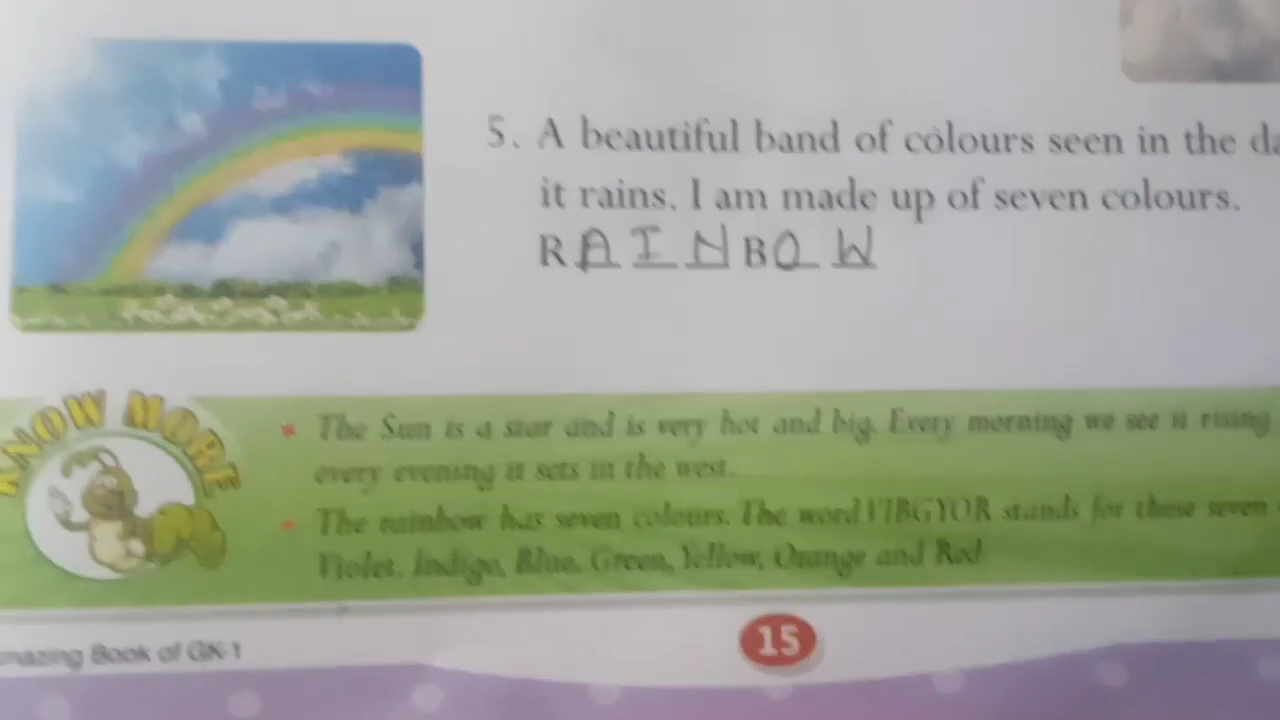 5. A beautiful band of colours seen in the
it rains. I am made up of seven colours.
RAINBOW
KNOW MORE
The Sun is a star and is very hot and big. Every morning we see it rising
every evening it sets in the west.
The rainbow has seven colours. The word VIBGYOR stands for these seven
Violet, Indigo, Blue, Green, Yellow, Orange and Red
mazing Book of GK-1
15